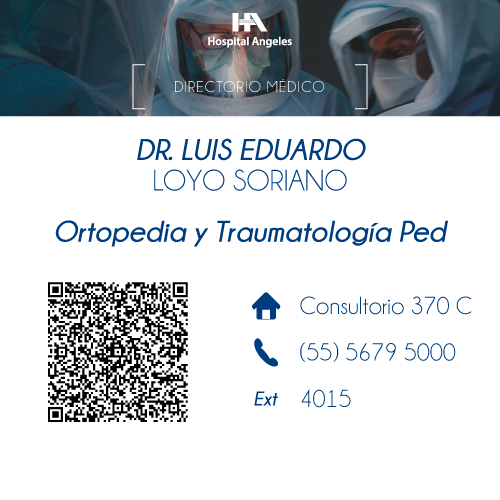 HA
Hospital Angeles
DIRECTORIO MÉDICO
DR. LUIS EDUARDO
LOYO SORIANO
Ortopedia y Traumatología Ped
Consultorio 370 C
(55) 5679 5000
Ext 4015